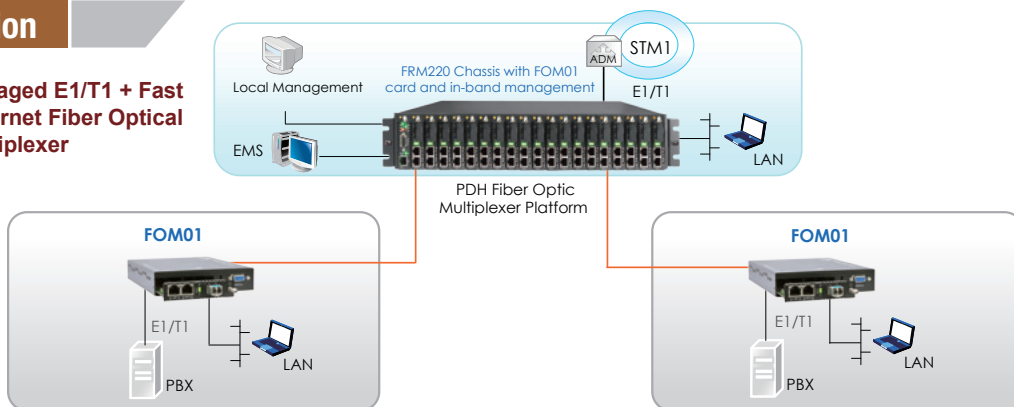 on
aged E1/T1 + Fast
rnet Fiber Optical
iplexer
Local Management
EMS
FRM220 Chassis with FOM01
card and in-band management
ADM
STM1
E1/T1
LAN
PDH Fiber Optic
Multiplexer Platform
FOM01
E1/T1
PBX
LAN
FOM01
E1/T1
PBX
LAN